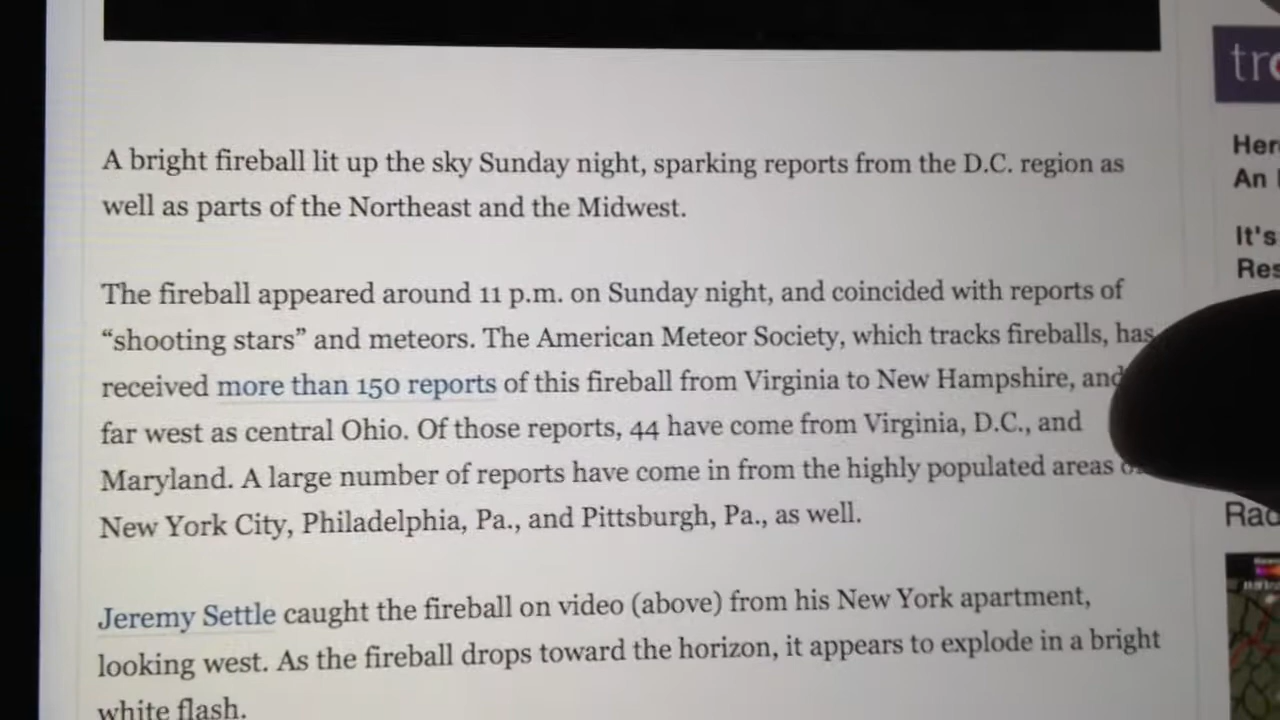 A bright fireball lit up the sky Sunday night, sparking reports from the D.C. region as
well as parts of the Northeast and the Midwest.
The fireball appeared around 11 p.m. on Sunday night, and coincided with reports of
“shooting stars” and meteors. The American Meteor Society, which tracks fireballs, has
received more than 150 reports of this fireball from Virginia to New Hampshire, and
far west as central Ohio. Of those reports, 44 have come from Virginia, D.C., and
Maryland. A large number of reports have come in from the highly populated areas
New York City, Philadelphia, Pa., and Pittsburgh, Pa., as well.
Jeremy Settle caught the fireball on video (above) from his New York apartment,
looking west. As the fireball drops toward the horizon, it appears to explode in a bright
white flash.
An
It's